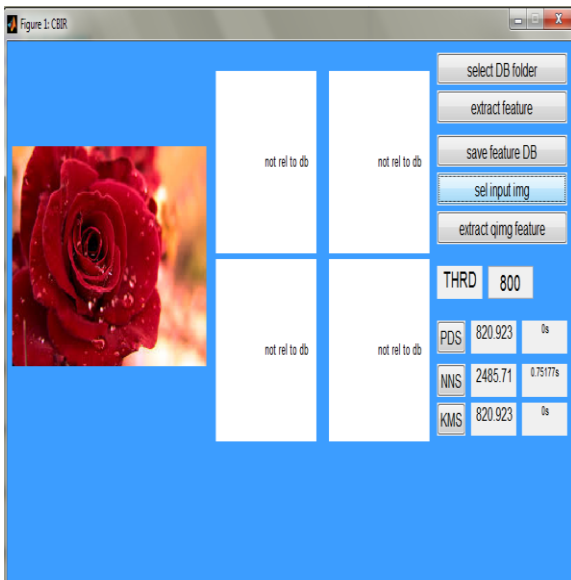 Figure 1: CBIR
select DB folder
extract feature
save feature DB
sel input img
extract qimg feature
not rel to db
not rel to db
not rel to db
not rel to db
THRD 800
PDS 820.923 0s
NNS 2485.71 0.75177s
KMS 820.923 0s